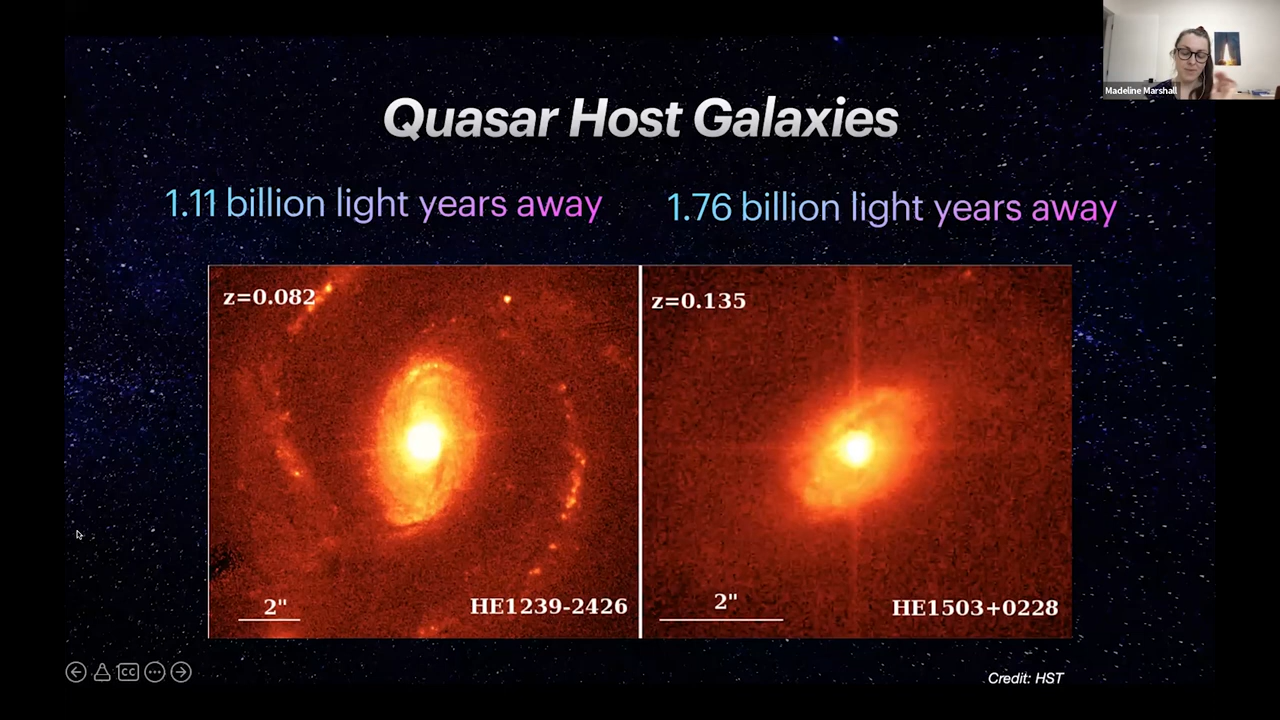 Madeline Marshall
Quasar Host Galaxies
1.11 billion light years away
1.76 billion light years away
z=0.082
z=0.135
2"
HE1239-2426
2"
HE1503+0228
CC
Credit: HST